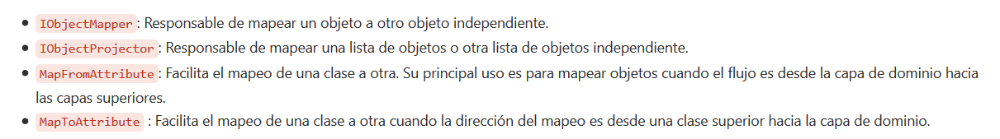 • IObjectMapper: Responsable de mapear un objeto a otro objeto independiente.
• IObjectProjector: Responsable de mapear una lista de objetos o otra lista de objetos independiente.
• MapFromAttribute: Facilita el mapeo de una clase a otra. Su principal uso es para mapear objetos cuando el flujo es desde la capa de dominio hacia
las capas superiores.
• MapToAttribute : Facilita el mapeo de una clase a otra cuando la dirección del mapeo es desde una clase superior hacia la capa de dominio.